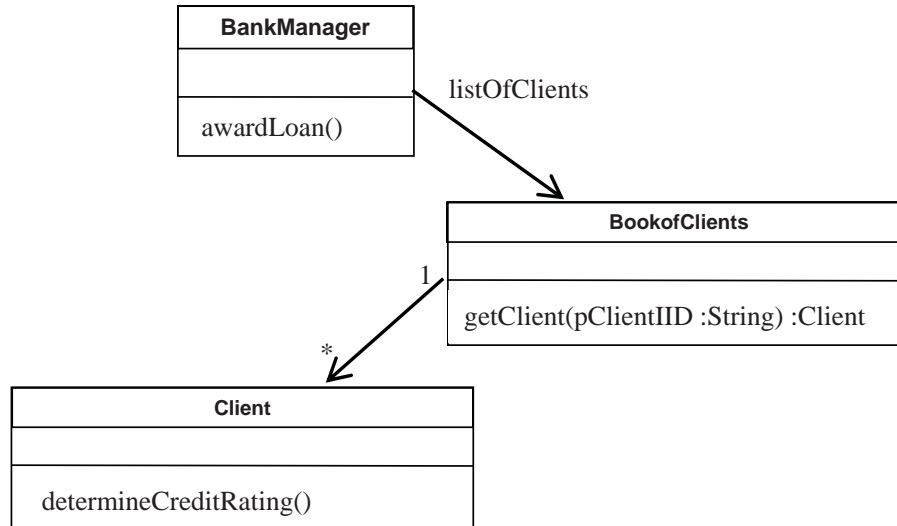 BankManager
listOfClients
awardLoan()
BookofClients
1
getClient(pClientIID :String) :Client
*
Client
determineCreditRating()